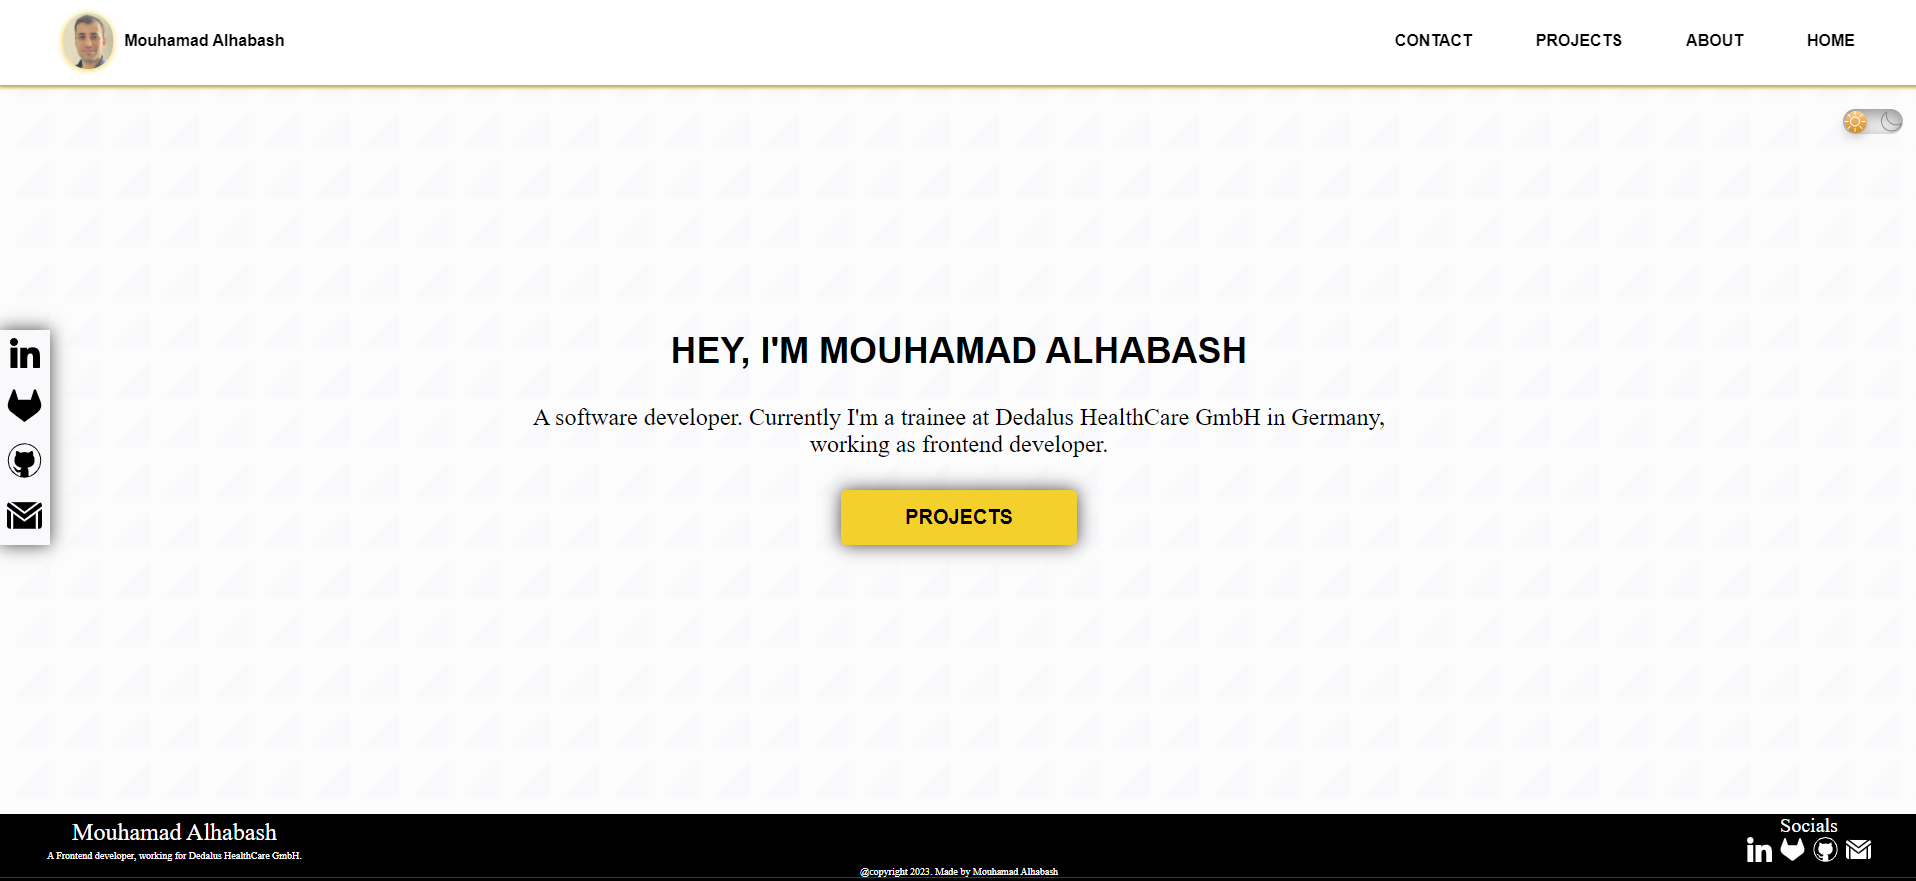 Mouhamad Alhabash
CONTACT
PROJECTS
ABOUT
HOME
HEY, I'M MOUHAMAD ALHABASH
A software developer. Currently I'm a trainee at Dedalus HealthCare GmbH in Germany,
working as frontend developer.
PROJECTS
Mouhamad Alhabash
A Frontend developer, working for Dedalus HealthCare GmbH.
Socials
@copyright 2023. Made by Mouhamad Alhabash